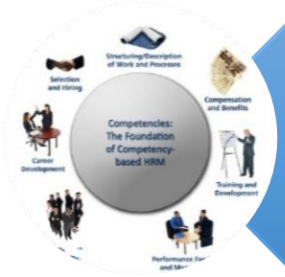 Structuring/Description
of Work and Processes
Selection
and Hiring
Compensation
and Benefits
Competencies:
The Foundation
of Competency-
based HRM
Career
Development
Training and
Development
Performance
and